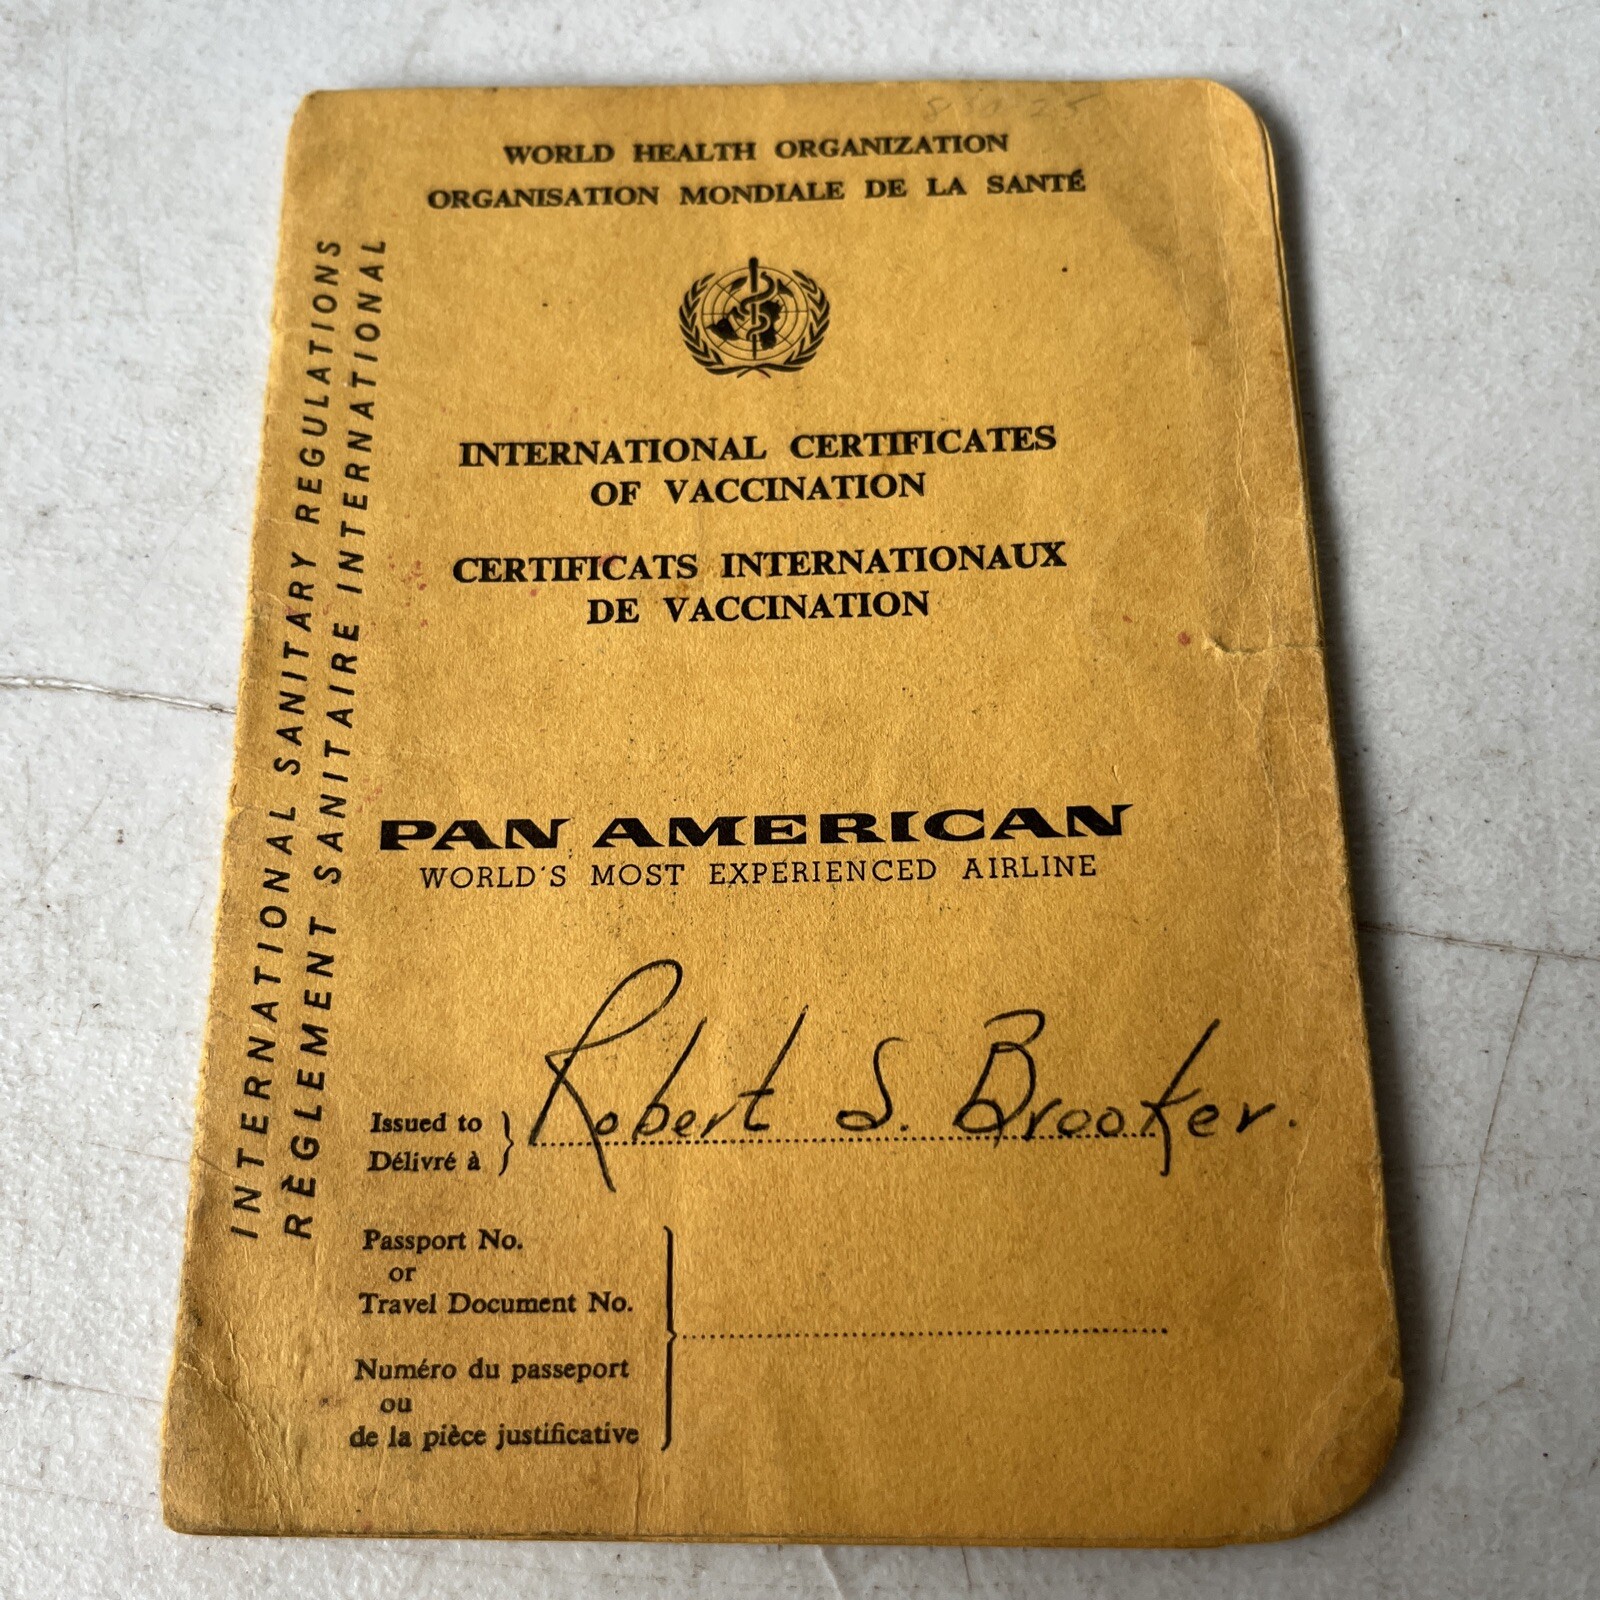 WORLD HEALTH ORGANIZATION
ORGANISATION MONDIALE DE LA SANTÉ
INTERNATIONAL SANITARY REGULATIONS
RÈGLEMENT SANITAIRE INTERNATIONAL
INTERNATIONAL CERTIFICATES
OF VACCINATION
CERTIFICATS INTERNATIONAUX
DE VACCINATION
PAN AMERICAN
WORLD'S MOST EXPERIENCED AIRLINE
Issued to
Délivré à
Robert S. Brooker.
Passport No.
or
Travel Document No.
Numéro du passeport
ou
de la pièce justificative